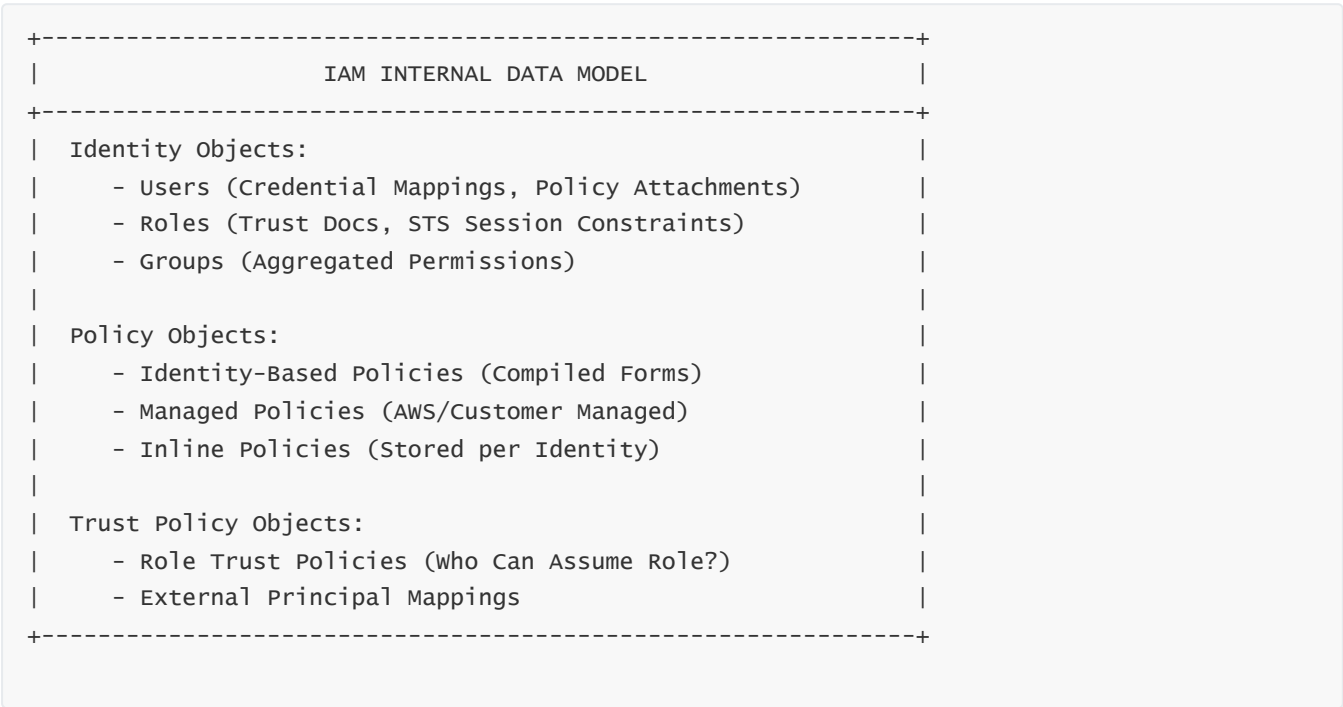 +--------------------------------------------------------------+
|                    IAM INTERNAL DATA MODEL                   |
+--------------------------------------------------------------+
|  Identity Objects:                                           |
|     - Users (Credential Mappings, Policy Attachments)        |
|     - Roles (Trust Docs, STS Session Constraints)            |
|     - Groups (Aggregated Permissions)                        |
|                                                              |
|  Policy Objects:                                             |
|     - Identity-Based Policies (Compiled Forms)               |
|     - Managed Policies (AWS/Customer Managed)                |
|     - Inline Policies (Stored per Identity)                  |
|                                                              |
|  Trust Policy Objects:                                       |
|     - Role Trust Policies (Who Can Assume Role?)             |
|     - External Principal Mappings                            |
+--------------------------------------------------------------+